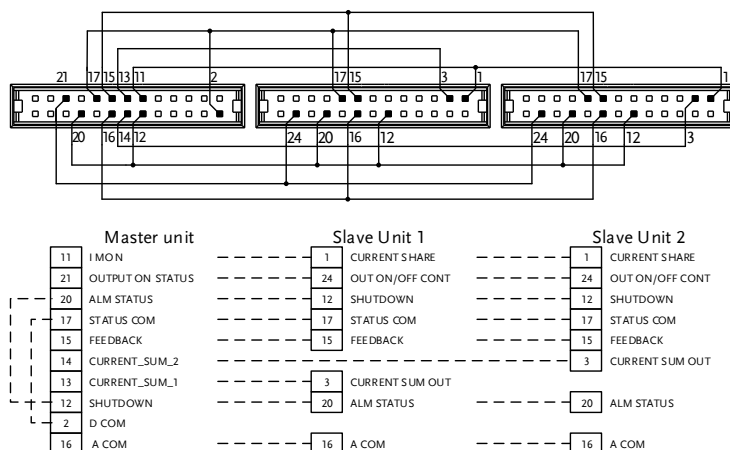 21 17 15 13 11 2 17 15 3 1 17 15 1
20 16 14 12 24 20 16 12 24 20 16 12 3
Master unit Slave Unit 1 Slave Unit 2
11 I MON 1 CURRENT SHARE 1 CURRENT SHARE
21 OUTPUT ON STATUS 24 OUT ON/OFF CONT 24 OUT ON/OFF CONT
20 ALM STATUS 12 SHUTDOWN 12 SHUTDOWN
17 STATUS COM 17 STATUS COM 17 STATUS COM
15 FEEDBACK 15 FEEDBACK 15 FEEDBACK
14 CURRENT_SUM_2 3 CURRENT SUM OUT
13 CURRENT_SUM_1 3 CURRENT SUM OUT
12 SHUTDOWN 20 ALM STATUS 20 ALM STATUS
2 D COM
16 A COM 16 A COM 16 A COM